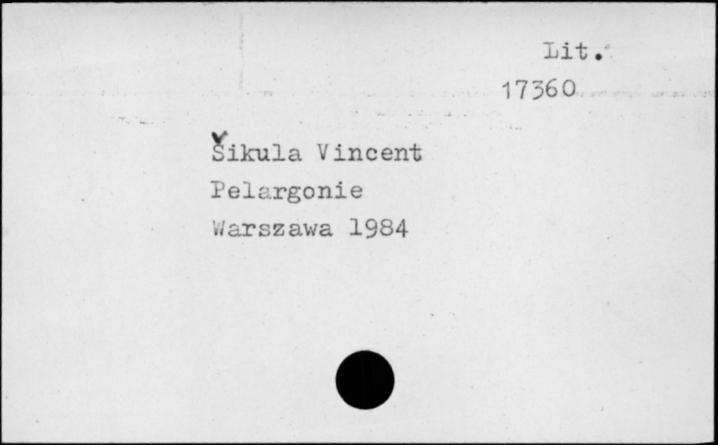 Lit.
17360
Šikula Vincent
Pelargonie
Warszawa 1984